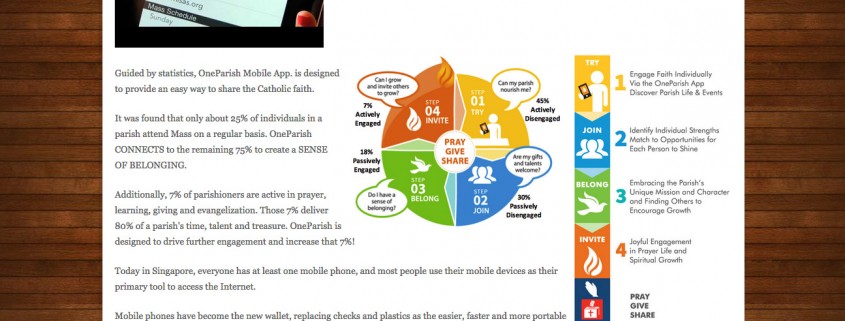 sas.org
Mass Schedule
Sunday
Guided by statistics, OneParish Mobile App. is designed
to provide an easy way to share the Catholic faith.
It was found that only about 25% of individuals in a
parish attend Mass on a regular basis. OneParish
CONNECTS to the remaining 75% to create a SENSE
OF BELONGING.
Additionally, 7% of parishioners are active in prayer,
learning, giving and evangelization. Those 7% deliver
80% of a parish's time, talent and treasure. OneParish is
designed to drive further engagement and increase that 7%!
Today in Singapore, everyone has at least one mobile phone, and most people use their mobile devices as their
primary tool to access the Internet.
Mobile phones have become the new wallet, replacing checks and plastics as the easier, faster and more portable
Can I grow
and invite others
to grow?
7%
Actively
Engaged
STEP
04
INVITE
Can my parish
nourish me?
STEP
01
TRY
45%
Actively
Disengaged
PRAY
GIVE
SHARE
18%
Passively
Engaged
Do I have a
sense of
belonging?
STEP
03
BELONG
Are my gifts
and talents
welcome?
STEP
02
JOIN
30%
Passively
Disengaged
TRY
1
Engage Faith Individually
Via the OneParish App
Discover Parish Life & Events
JOIN
2
Identify Individual Strengths
Match to Opportunities for
Each Person to Shine
BELONG
3
Embracing the Parish's
Unique Mission and Character
and Finding Others to
Encourage Growth
INVITE
4
Joyful Engagement
in Prayer Life and
Spiritual Growth
PRAY
GIVE
SHARE